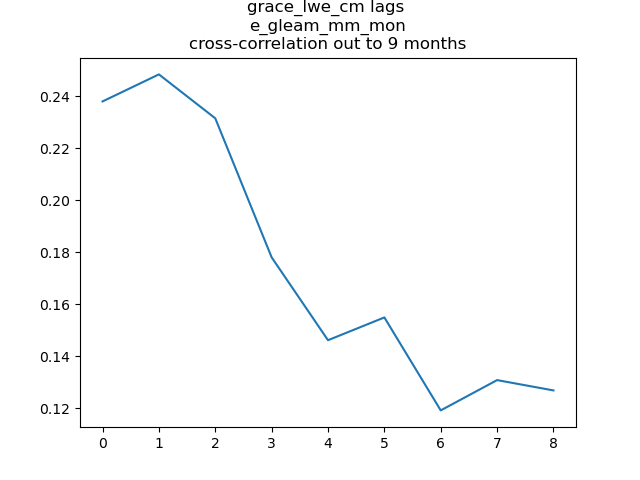 grace_lwe_cm lags
e_gleam_mm_mon
cross-correlation out to 9 months
0.24
0.22
0.20
0.18
0.16
0.14
0.12
0 1 2 3 4 5 6 7 8